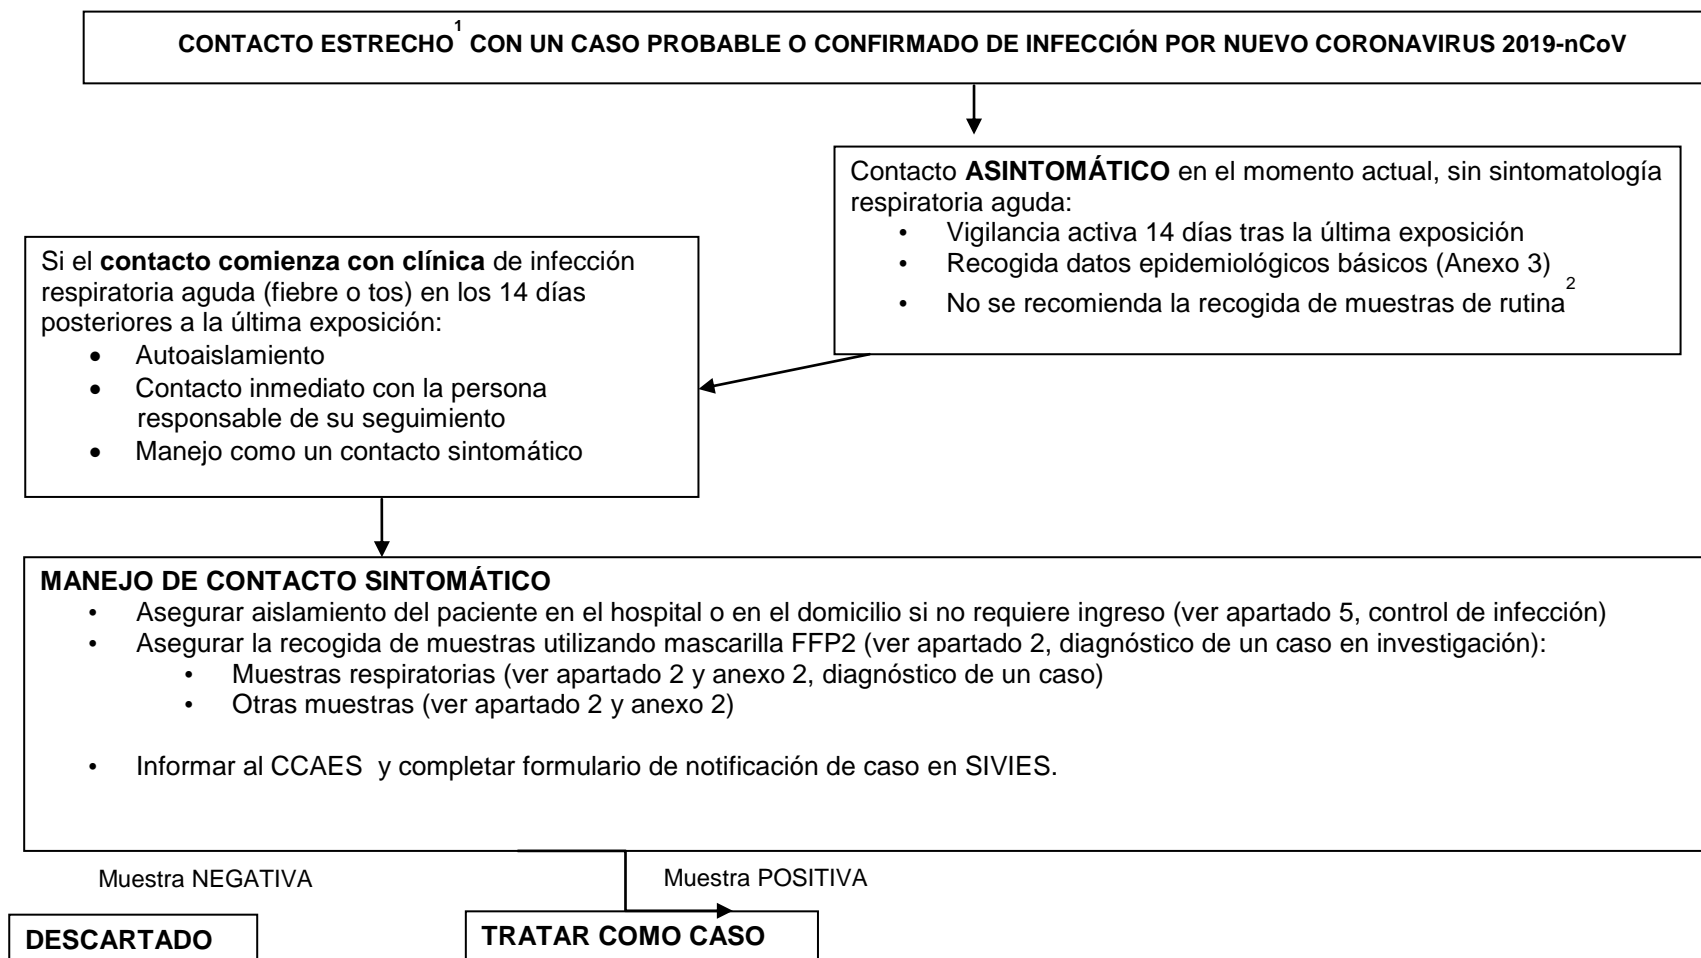 CONTACTO ESTRECHO1 CON UN CASO PROBABLE O CONFIRMADO DE INFECCIÓN POR NUEVO CORONAVIRUS 2019-nCoV
Contacto ASINTOMÁTICO en el momento actual, sin sintomatología
respiratoria aguda:
• Vigilancia activa 14 días tras la última exposición
• Recogida datos epidemiológicos básicos (Anexo 3)
• No se recomienda la recogida de muestras de rutina2
Si el contacto comienza con clínica de infección
respiratoria aguda (fiebre o tos) en los 14 días
posteriores a la última exposición:
• Autoaislamiento
• Contacto inmediato con la persona
responsable de su seguimiento
• Manejo como un contacto sintomático
MANEJO DE CONTACTO SINTOMÁTICO
• Asegurar aislamiento del paciente en el hospital o en el domicilio si no requiere ingreso (ver apartado 5, control de infección)
• Asegurar la recogida de muestras utilizando mascarilla FFP2 (ver apartado 2, diagnóstico de un caso en investigación):
• Muestras respiratorias (ver apartado 2 y anexo 2, diagnóstico de un caso)
• Otras muestras (ver apartado 2 y anexo 2)
• Informar al CCAES y completar formulario de notificación de caso en SIVIES.
Muestra NEGATIVA
Muestra POSITIVA
DESCARTADO
TRATAR COMO CASO